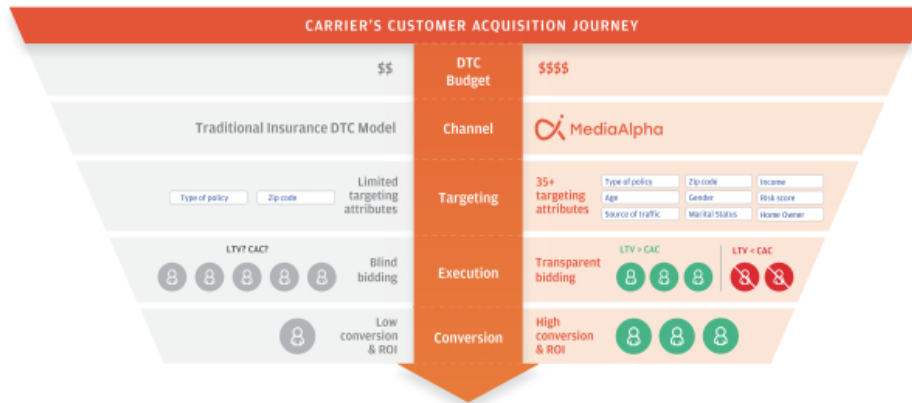 CARRIER'S CUSTOMER ACQUISITION JOURNEY
$$
DTC
Budget
$$$$
Traditional Insurance DTC Model
Channel
MediaAlpha
Type of policy
Zip code
Limited
targeting
attributes
Targeting
35+
targeting
attributes
Type of policy
Zip code
Income
Age
Gender
Risk score
Source of traffic
Marital Status
Home Owner
LTV? CAC?
Blind
bidding
Execution
Transparent
bidding
LTV > CAC
LTV < CAC
Low
conversion
& ROI
Conversion
High
conversion
& ROI